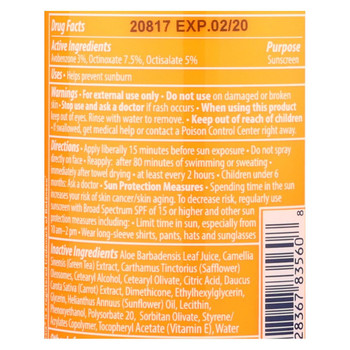 Drug Facts
20817 EXP.02/20
Active ingredients
Purpose
Avobenzone 3%, Octinoxate 7.5%, Octisalate 5%
Sunscreen
Uses • Helps prevent sunburn
Warnings • For external use only • Do not use on damaged or broken
skin • Stop use and ask a doctor if rash occurs • When using this product
keep out of eyes. Rinse with water to remove. • Keep out of reach of children
• If swallowed, get medical help or contact a Poison Control Center right away.
Directions • Apply liberally 15 minutes before sun exposure • Do not spray
directly on face • Reapply: • after 80 minutes of swimming or sweating •
immediately after towel drying • at least every 2 hours • Children under 6
months: Ask a doctor • Sun Protection Measures • Spending time in the sun
increases your risk of skin cancer/skin aging. To decrease risk, regularly use
sunscreen with Broad Spectrum SPF of 15 or higher and other sun
protection measures including: • Limit time in sun, especially from
10 am–2 pm • Wear long-sleeve shirts, pants, hats and sunglasses
Inactive Ingredients Aloe Barbadensis Leaf Juice, Camellia
Sinensis (Green Tea) Extract, Carthamus Tinctorius (Safflower)
Oleosomes, Cetearyl Alcohol, Cetearyl Olivate, Citric Acid, Daucus
Carota Sativa (Carrot) Extract, Dimethicone, Ethylhexylglycerin,
Glycerin, Helianthus Annuus (Sunflower) Oil, Lecithin,
Phenoxyethanol, Polysorbate 20, Sorbitan Olivate, Styrene/
Acrylates Copolymer, Tocopheryl Acetate (Vitamin E), Water
28367 83560 8